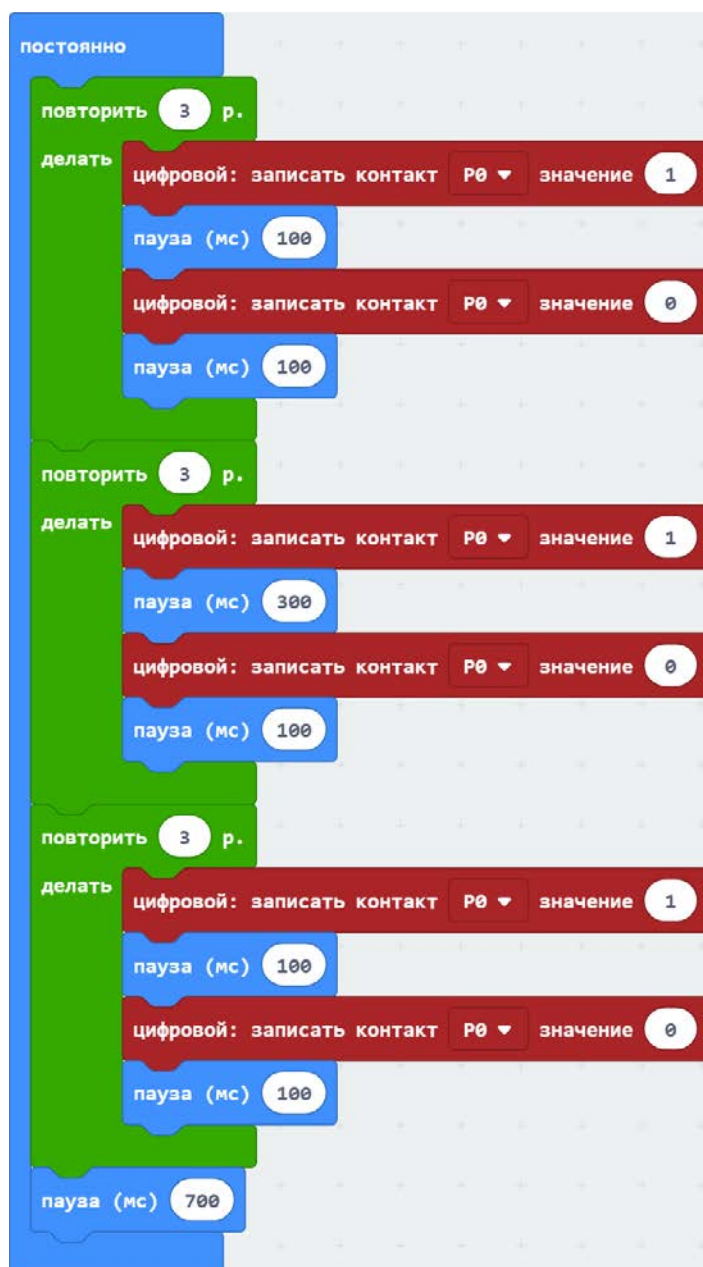 постоянно
повторить 3 р.
делать
цифровой: записать контакт P0 значение 1
пауза (мс) 100
цифровой: записать контакт P0 значение 0
пауза (мс) 100
повторить 3 р.
делать
цифровой: записать контакт P0 значение 1
пауза (мс) 300
цифровой: записать контакт P0 значение 0
пауза (мс) 100
повторить 3 р.
делать
цифровой: записать контакт P0 значение 1
пауза (мс) 100
цифровой: записать контакт P0 значение 0
пауза (мс) 100
пауза (мс) 700